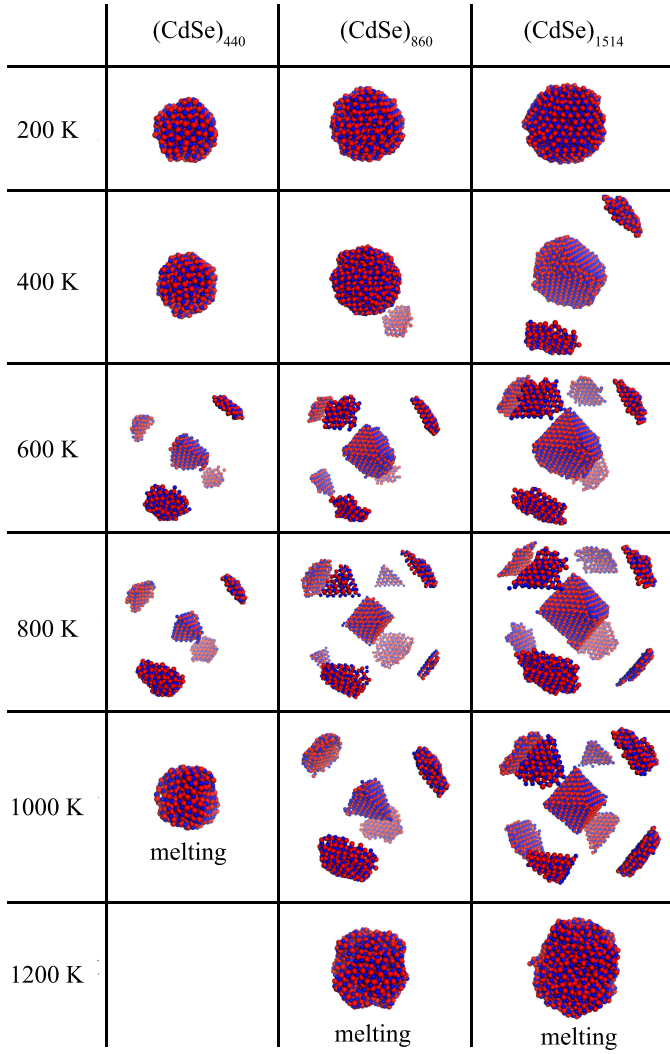 (CdSe)₄₄₀ (CdSe)₈₆₀ (CdSe)₁₅₁₄
200 K
400 K
600 K
800 K
1000 K
melting
1200 K
melting melting